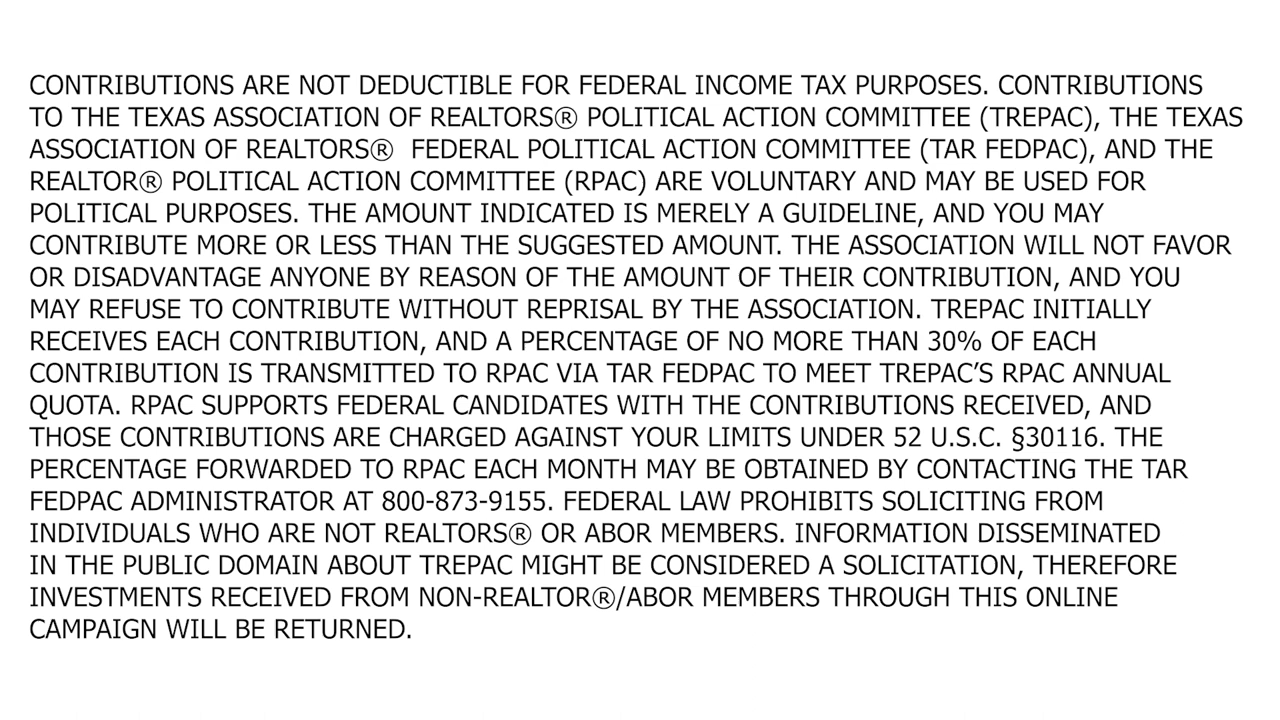 CONTRIBUTIONS ARE NOT DEDUCTIBLE FOR FEDERAL INCOME TAX PURPOSES. CONTRIBUTIONS
TO THE TEXAS ASSOCIATION OF REALTORS® POLITICAL ACTION COMMITTEE (TREPAC), THE TEXAS
ASSOCIATION OF REALTORS®  FEDERAL POLITICAL ACTION COMMITTEE (TAR FEDPAC), AND THE
REALTOR® POLITICAL ACTION COMMITTEE (RPAC) ARE VOLUNTARY AND MAY BE USED FOR
POLITICAL PURPOSES. THE AMOUNT INDICATED IS MERELY A GUIDELINE, AND YOU MAY
CONTRIBUTE MORE OR LESS THAN THE SUGGESTED AMOUNT. THE ASSOCIATION WILL NOT FAVOR
OR DISADVANTAGE ANYONE BY REASON OF THE AMOUNT OF THEIR CONTRIBUTION, AND YOU
MAY REFUSE TO CONTRIBUTE WITHOUT REPRISAL BY THE ASSOCIATION. TREPAC INITIALLY
RECEIVES EACH CONTRIBUTION, AND A PERCENTAGE OF NO MORE THAN 30% OF EACH
CONTRIBUTION IS TRANSMITTED TO RPAC VIA TAR FEDPAC TO MEET TREPAC’S RPAC ANNUAL
QUOTA. RPAC SUPPORTS FEDERAL CANDIDATES WITH THE CONTRIBUTIONS RECEIVED, AND
THOSE CONTRIBUTIONS ARE CHARGED AGAINST YOUR LIMITS UNDER 52 U.S.C. §30116. THE
PERCENTAGE FORWARDED TO RPAC EACH MONTH MAY BE OBTAINED BY CONTACTING THE TAR
FEDPAC ADMINISTRATOR AT 800-873-9155. FEDERAL LAW PROHIBITS SOLICITING FROM
INDIVIDUALS WHO ARE NOT REALTORS® OR ABOR MEMBERS. INFORMATION DISSEMINATED
IN THE PUBLIC DOMAIN ABOUT TREPAC MIGHT BE CONSIDERED A SOLICITATION, THEREFORE
INVESTMENTS RECEIVED FROM NON-REALTOR®/ABOR MEMBERS THROUGH THIS ONLINE
CAMPAIGN WILL BE RETURNED.